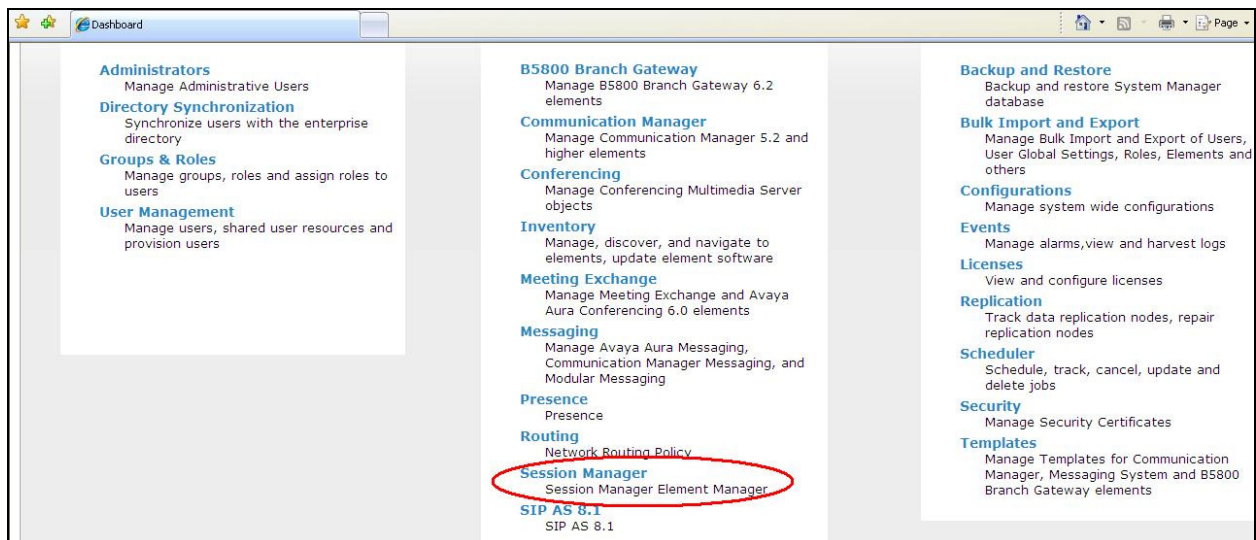 Dashboard
Page
Administrators
Manage Administrative Users
Directory Synchronization
Synchronize users with the enterprise
directory
Groups & Roles
Manage groups, roles and assign roles to
users
User Management
Manage users, shared user resources and
provision users
B5800 Branch Gateway
Manage B5800 Branch Gateway 6.2
elements
Communication Manager
Manage Communication Manager 5.2 and
higher elements
Conferencing
Manage Conferencing Multimedia Server
objects
Inventory
Manage, discover, and navigate to
elements, update element software
Meeting Exchange
Manage Meeting Exchange and Avaya
Aura Conferencing 6.0 elements
Messaging
Manage Avaya Aura Messaging,
Communication Manager Messaging, and
Modular Messaging
Presence
Presence
Routing
Network Routing Policy
Session Manager
Session Manager Element Manager
SIP AS 8.1
SIP AS 8.1
Backup and Restore
Backup and restore System Manager
database
Bulk Import and Export
Manage Bulk Import and Export of Users,
User Global Settings, Roles, Elements and
others
Configurations
Manage system wide configurations
Events
Manage alarms,view and harvest logs
Licenses
View and configure licenses
Replication
Track data replication nodes, repair
replication nodes
Scheduler
Schedule, track, cancel, update and
delete jobs
Security
Manage Security Certificates
Templates
Manage Templates for Communication
Manager, Messaging System and B5800
Branch Gateway elements